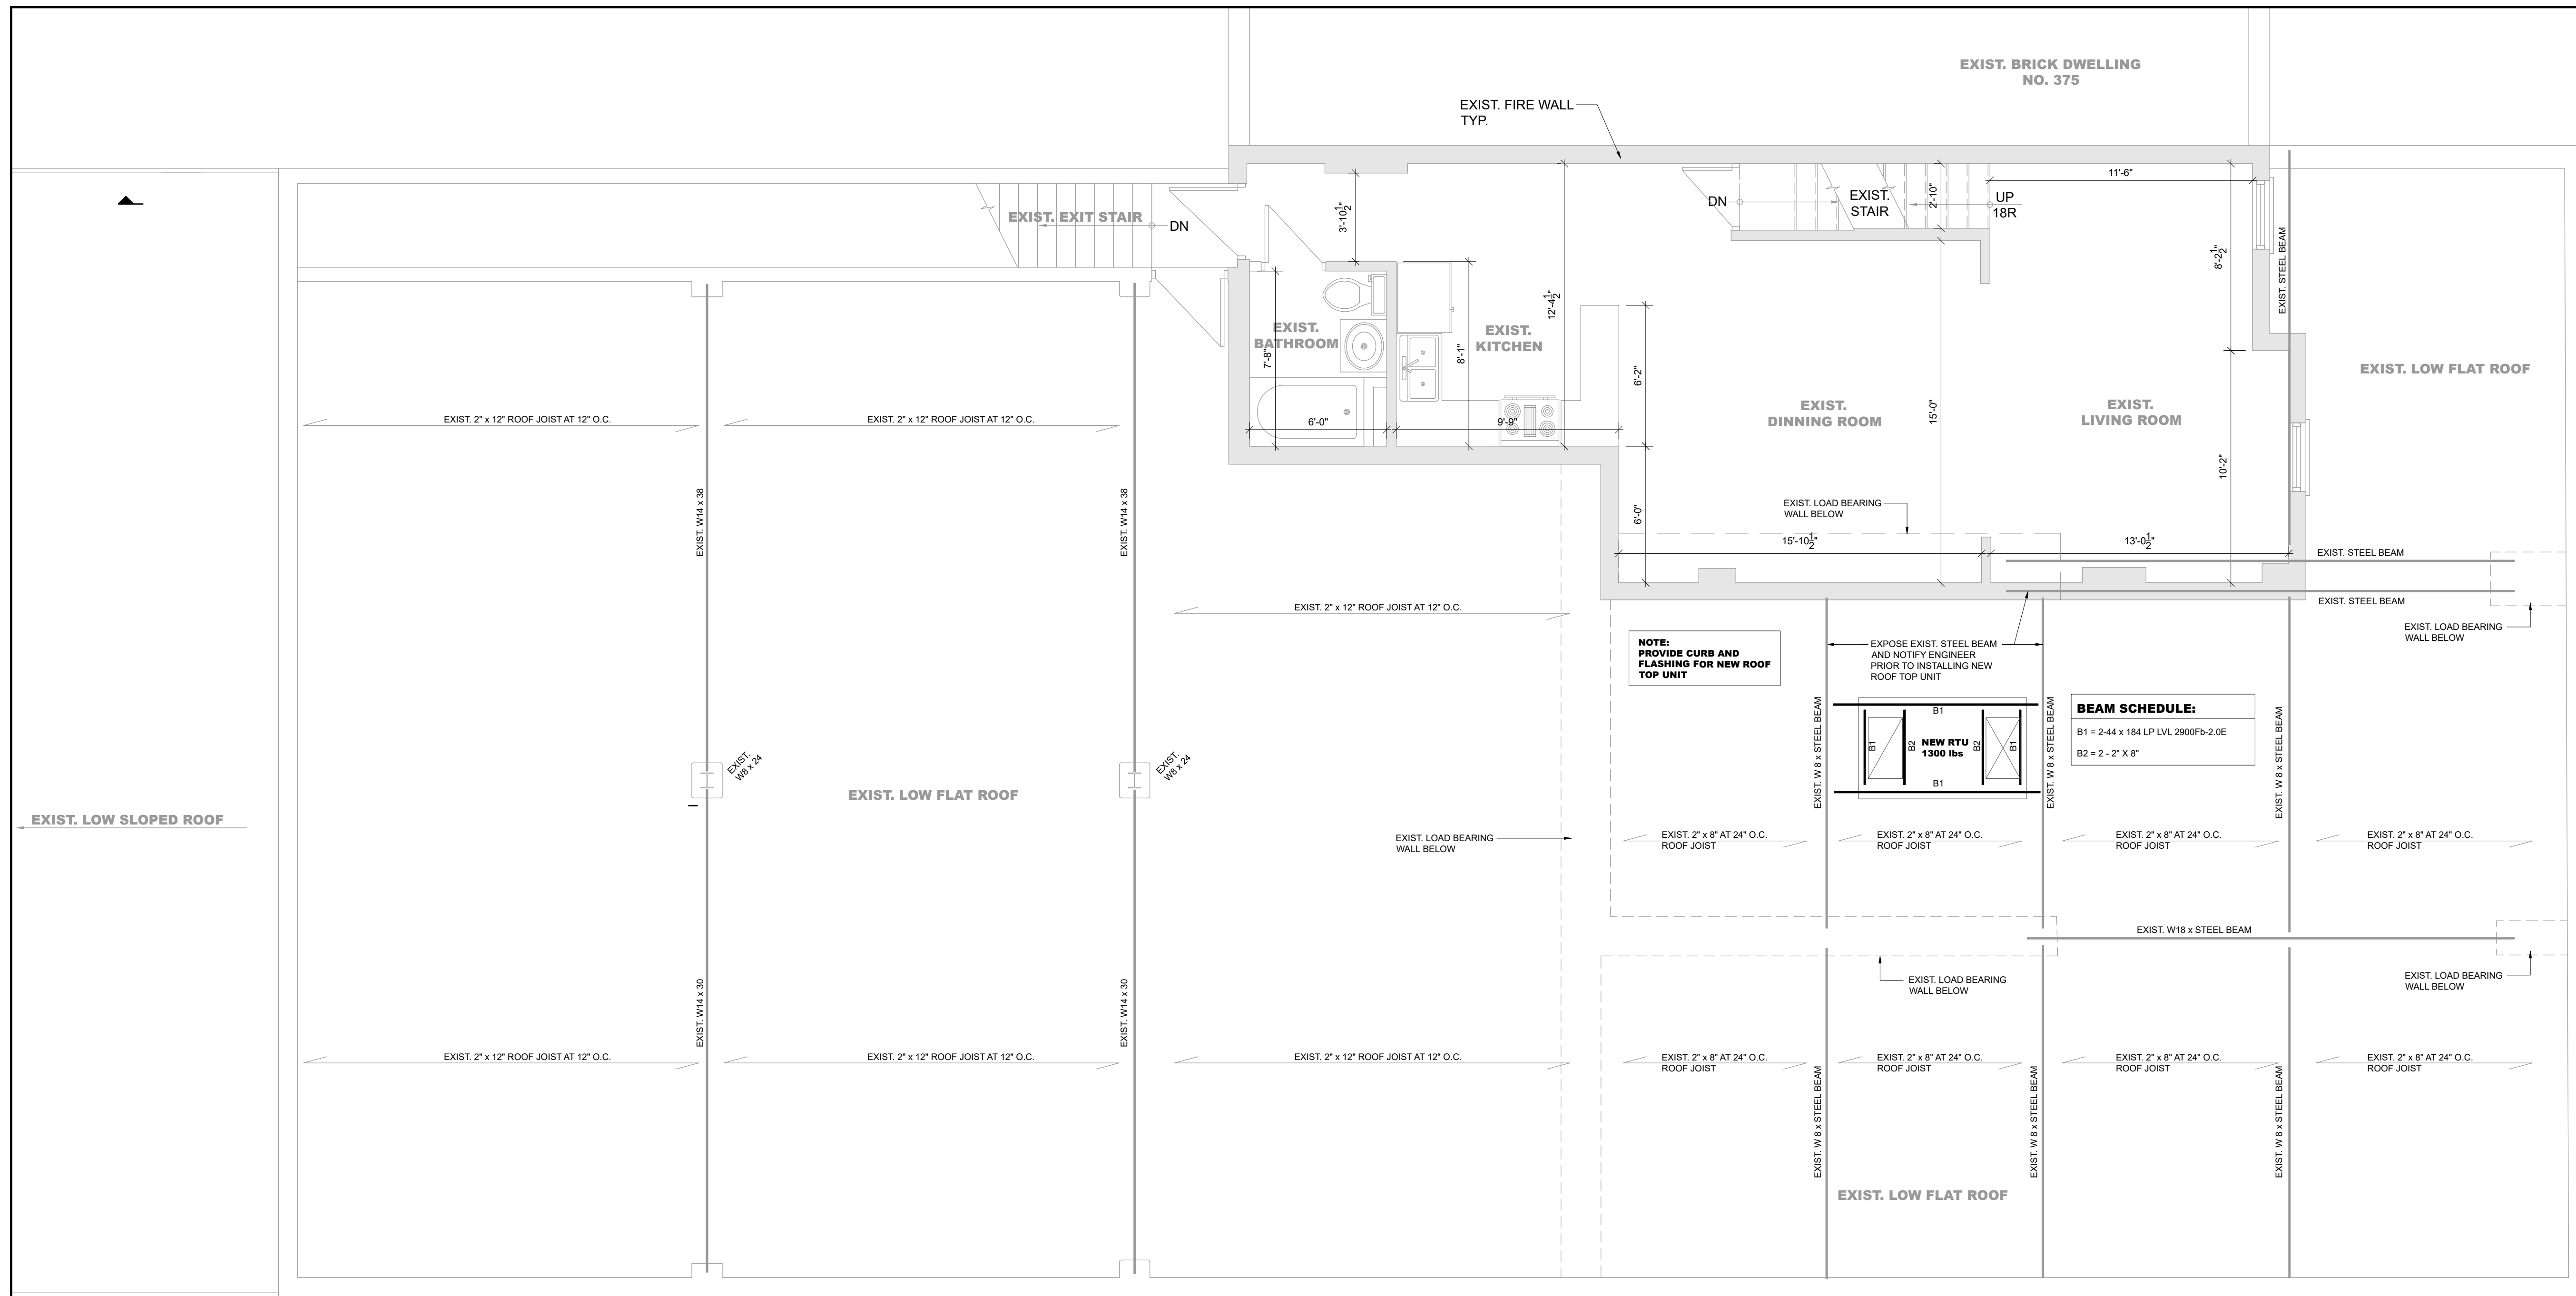 EXIST. BRICK DWELLING
NO. 375
EXIST. FIRE WALL
TYP.
11'-6"
EXIST. EXIT STAIR
DN
3'-10 1/2"
DN
EXIST.
STAIR
2'-10"
UP
18R
8'-2 1/2"
EXIST. STEEL BEAM
12'-4 1/2"
EXIST.
BATHROOM
7'-8"
EXIST.
KITCHEN
8'-1"
6'-2"
EXIST. LOW FLAT ROOF
EXIST.
DINNING ROOM
15'-0"
EXIST.
LIVING ROOM
EXIST. 2" x 12" ROOF JOIST AT 12" O.C.
EXIST. 2" x 12" ROOF JOIST AT 12" O.C.
6'-0"
9'-9"
10'-2"
EXIST. W14 x 38
EXIST. W14 x 38
6'-0"
EXIST. LOAD BEARING
WALL BELOW
15'-10 1/2"
13'-0 1/2"
EXIST. STEEL BEAM
EXIST. STEEL BEAM
EXIST. 2" x 12" ROOF JOIST AT 12" O.C.
EXIST. LOAD BEARING
WALL BELOW
NOTE:
PROVIDE CURB AND
FLASHING FOR NEW ROOF
TOP UNIT
EXPOSE EXIST. STEEL BEAM
AND NOTIFY ENGINEER
PRIOR TO INSTALLING NEW
ROOF TOP UNIT
EXIST. W 8 x STEEL BEAM
B1
B1
B2
NEW RTU
1300 lbs
B2
B1
B1
EXIST. W 8 x STEEL BEAM
BEAM SCHEDULE:
B1 = 2-44 x 184 LP LVL 2900Fb-2.0E
B2 = 2 - 2" X 8"
EXIST. W 8 x STEEL BEAM
EXIST.
W8 x 24
EXIST.
W8 x 24
EXIST. LOW FLAT ROOF
EXIST. LOW SLOPED ROOF
EXIST. LOAD BEARING
WALL BELOW
EXIST. 2" x 8" AT 24" O.C.
ROOF JOIST
EXIST. 2" x 8" AT 24" O.C.
ROOF JOIST
EXIST. 2" x 8" AT 24" O.C.
ROOF JOIST
EXIST. 2" x 8" AT 24" O.C.
ROOF JOIST
EXIST. W18 x STEEL BEAM
EXIST. LOAD BEARING
WALL BELOW
EXIST. LOAD BEARING
WALL BELOW
EXIST. W14 x 30
EXIST. W14 x 30
EXIST. 2" x 12" ROOF JOIST AT 12" O.C.
EXIST. 2" x 12" ROOF JOIST AT 12" O.C.
EXIST. 2" x 12" ROOF JOIST AT 12" O.C.
EXIST. 2" x 8" AT 24" O.C.
ROOF JOIST
EXIST. 2" x 8" AT 24" O.C.
ROOF JOIST
EXIST. 2" x 8" AT 24" O.C.
ROOF JOIST
EXIST. 2" x 8" AT 24" O.C.
ROOF JOIST
EXIST. W 8 x STEEL BEAM
EXIST. W 8 x STEEL BEAM
EXIST. W 8 x STEEL BEAM
EXIST. LOW FLAT ROOF